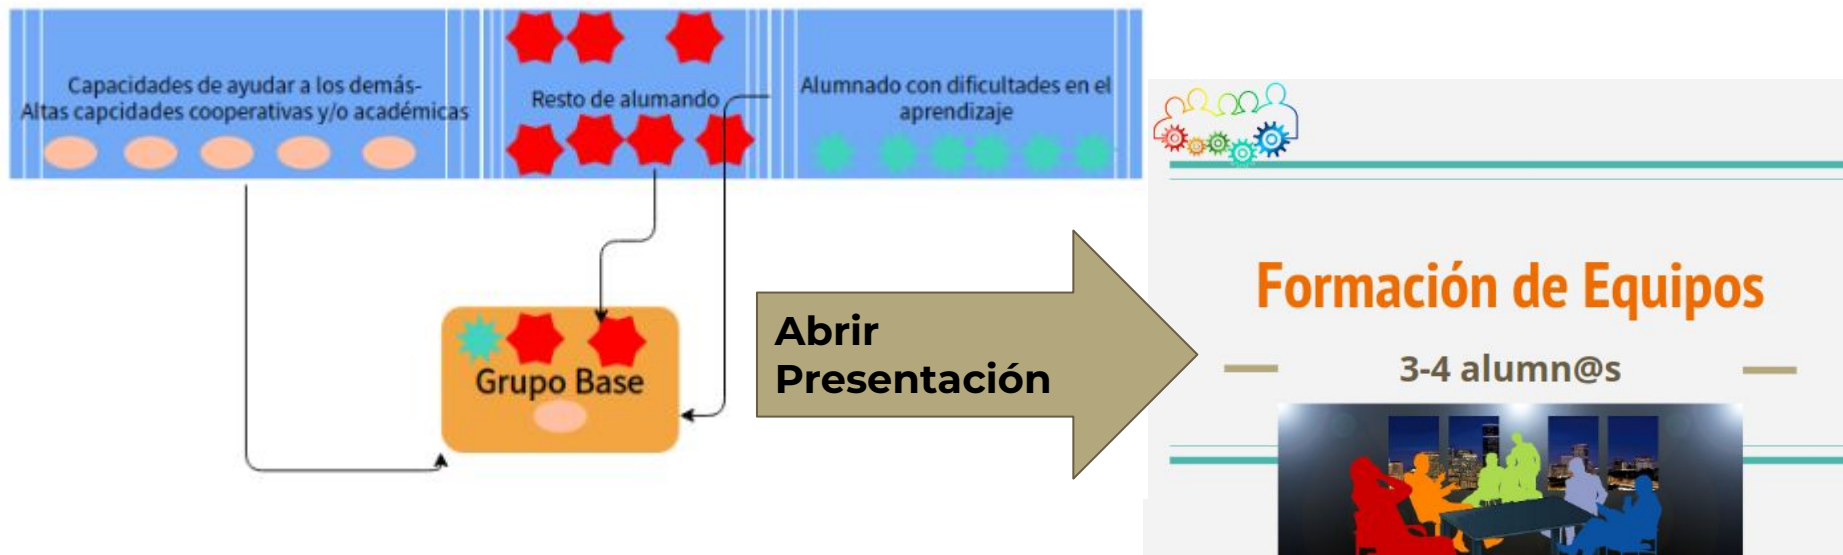 Capacidades de ayudar a los demás-
Altas capcidades cooperativas y/o académicas
Resto de alumando
Alumnado con dificultades en el
aprendizaje
Grupo Base
Abrir
Presentación
Formación de Equipos
3-4 alumn@s